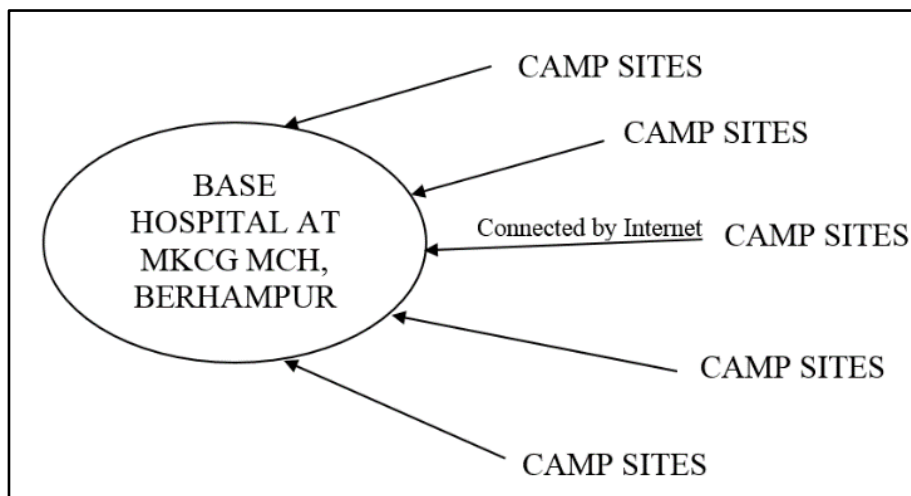 CAMP SITES
CAMP SITES
BASE
HOSPITAL AT
MKCG MCH,
BERHAMPUR
Connected by Internet
CAMP SITES
CAMP SITES
CAMP SITES